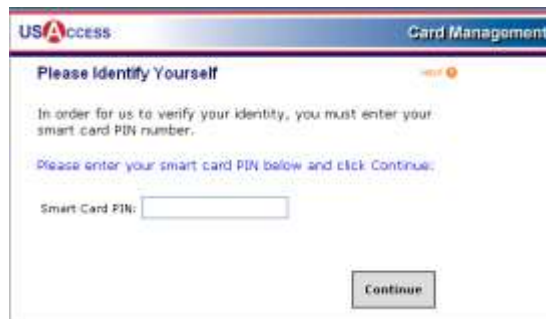 USAccess
Card Management
Please Identify Yourself
HELP ?
In order for us to verify your identity, you must enter your
smart card PIN number.
Please enter your smart card PIN below and click Continue.
Smart Card PIN:
Continue